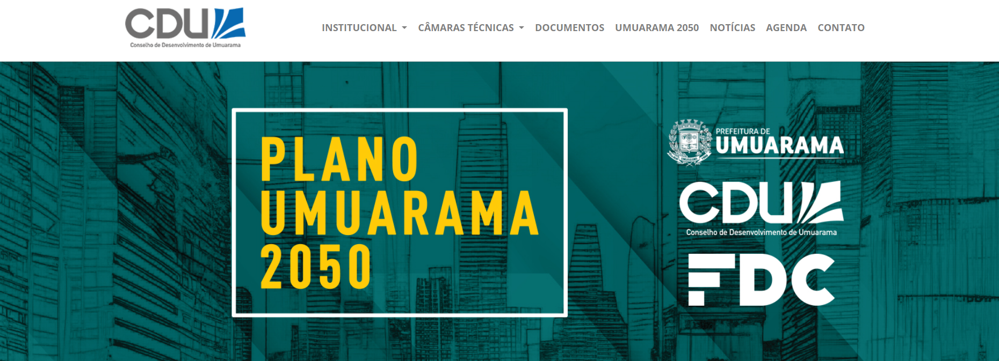 CDU
Conselho de Desenvolvimento de Umuarama
INSTITUCIONAL CÂMARAS TÉCNICAS DOCUMENTOS UMUARAMA 2050 NOTÍCIAS AGENDA CONTATO
PLANO
UMUARAMA
2050
PREFEITURA DE
UMUARAMA
UMUARAMA
CDU
Conselho de Desenvolvimento de Umuarama
FDC